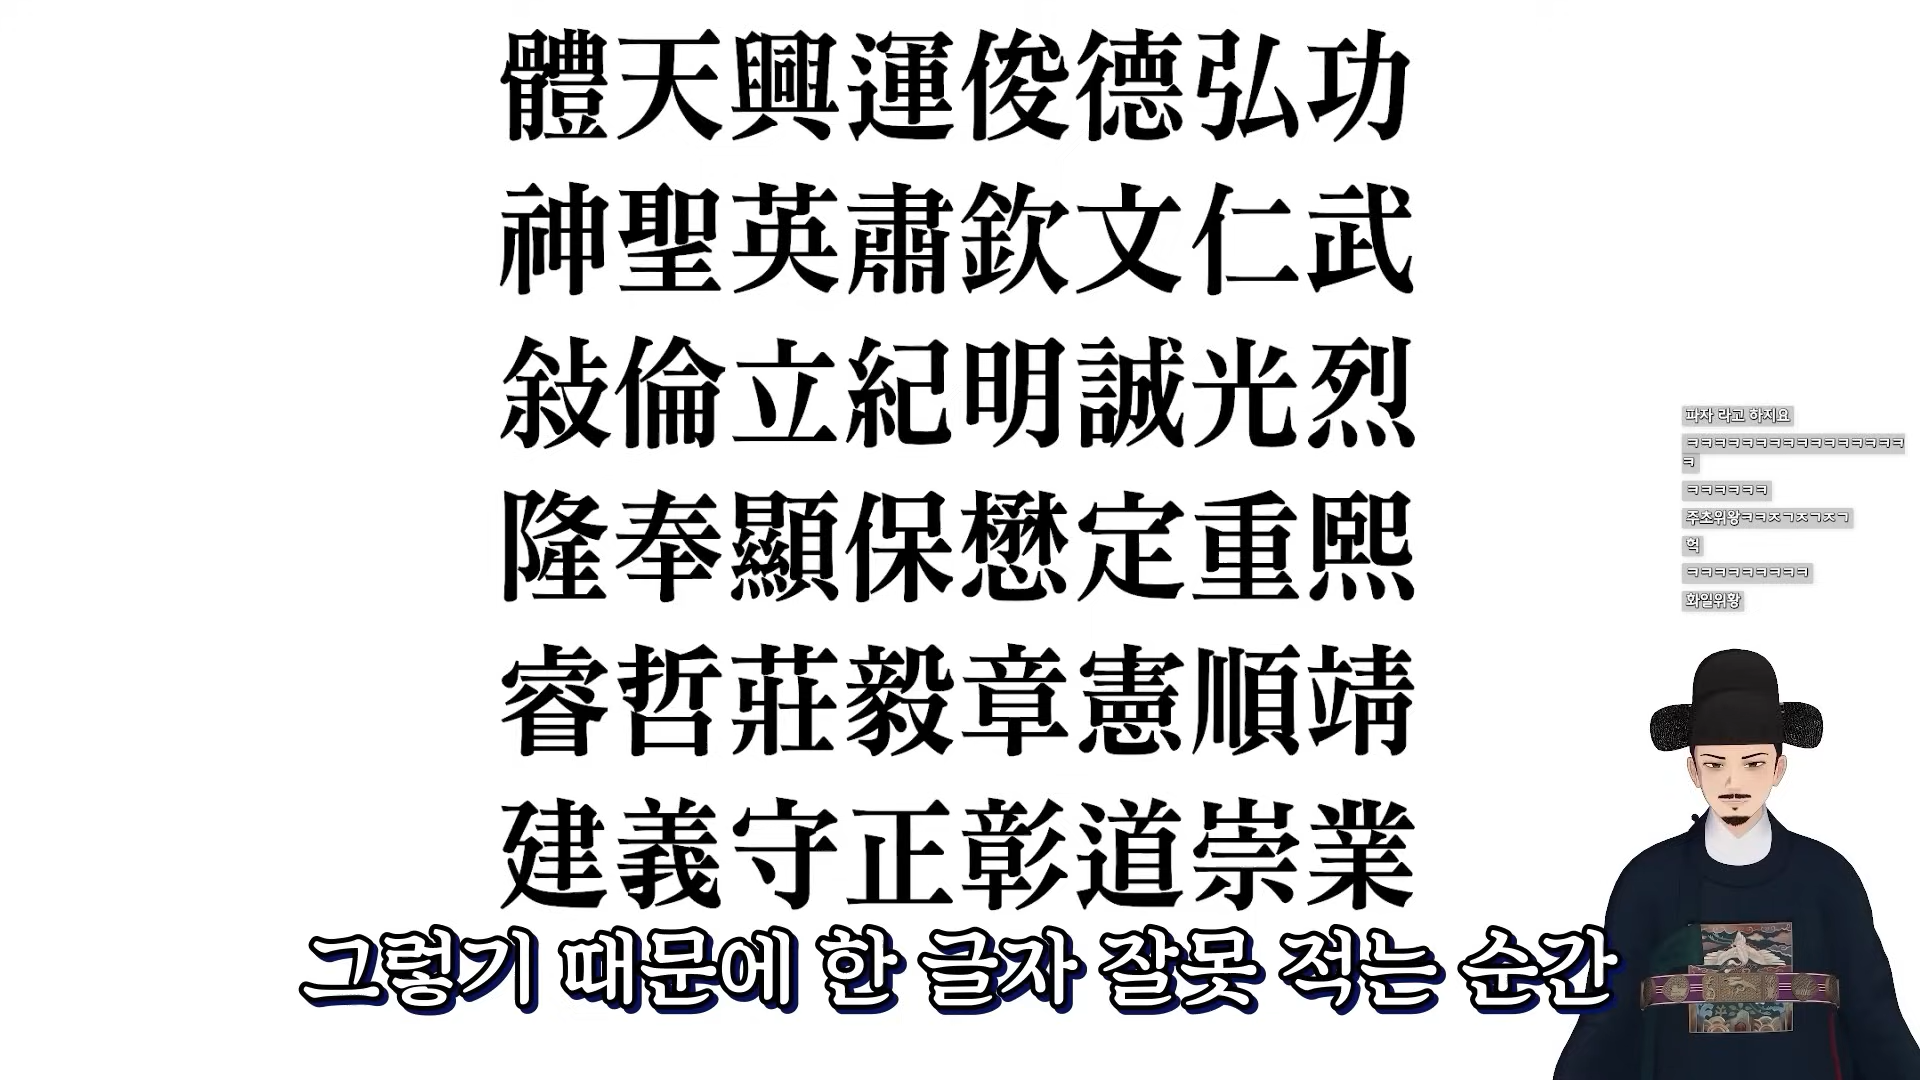 體天興運俊德弘功
神聖英肅欽文仁武
敍倫立紀明誠光烈
隆奉顯保懋定重熙
睿哲莊毅章憲順靖
建義守正彰道崇業
파자 라고 하지요
ㅋㅋㅋㅋㅋㅋㅋㅋㅋㅋㅋㅋㅋㅋㅋㅋ
ㅋ
ㅋㅋㅋㅋㅋㅋ
주초위왕ㅋㅋㅈㄱㅈㄱㅈㄱ
헉
ㅋㅋㅋㅋㅋㅋㅋㅋㅋ
화일위황
그렇기 때문에 한 글자 잘못 적는 순간